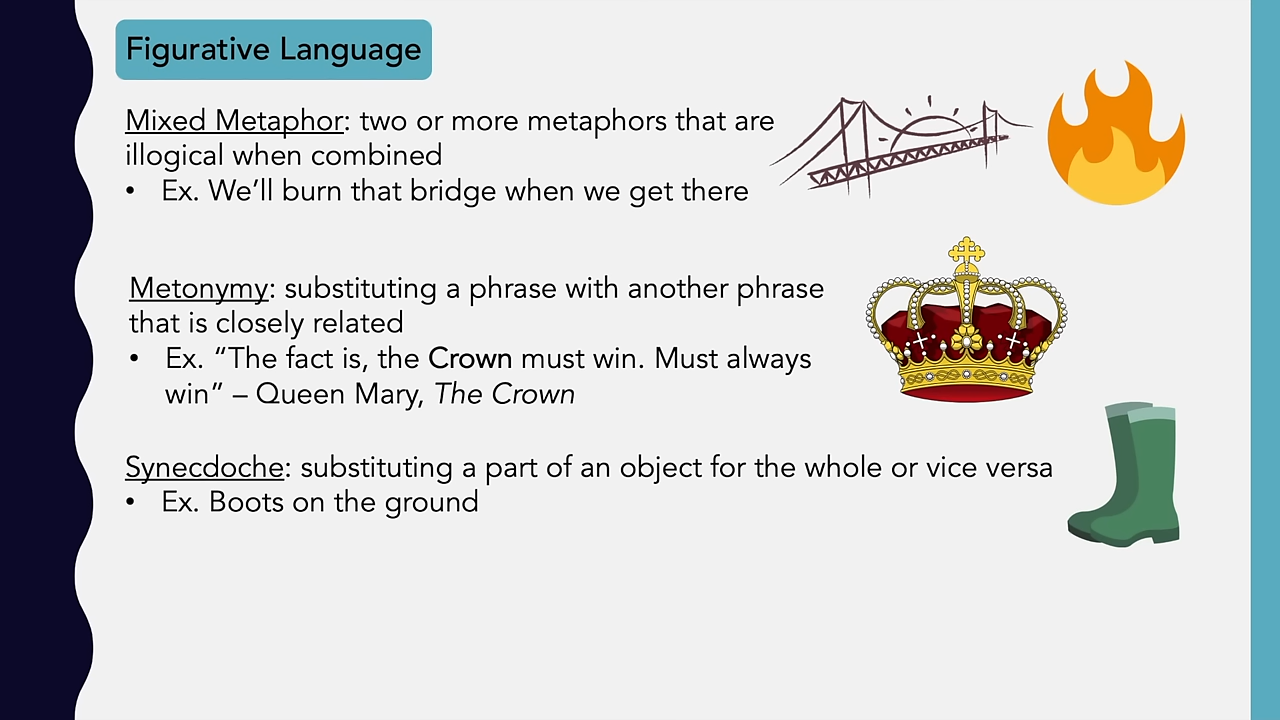 Figurative Language
Mixed Metaphor: two or more metaphors that are
illogical when combined
• Ex. We’ll burn that bridge when we get there
Metonymy: substituting a phrase with another phrase
that is closely related
• Ex. “The fact is, the Crown must win. Must always
win” – Queen Mary, The Crown
Synecdoche: substituting a part of an object for the whole or vice versa
• Ex. Boots on the ground